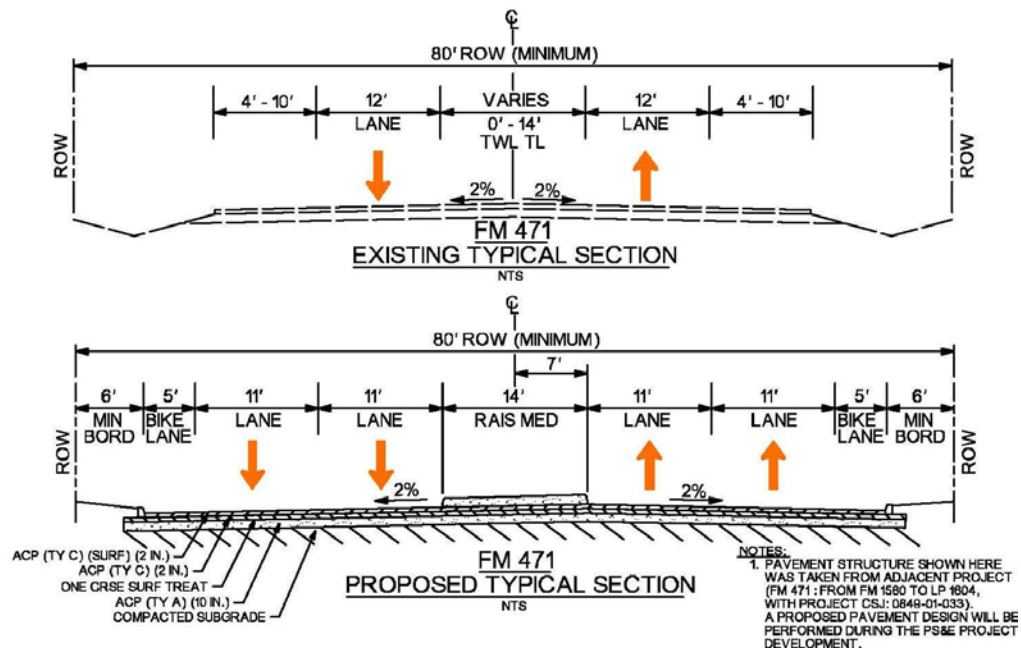 ℄
80' ROW (MINIMUM)
4' - 10' 12' VARIES 12' 4' - 10'
LANE 0' - 14' LANE
TWL TL
ROW ROW
2% 2%
FM 471
EXISTING TYPICAL SECTION
NTS
℄
80' ROW (MINIMUM)
7'
6' 5' 11' 11' 14' 11' 11' 5' 6'
MIN BIKE LANE LANE RAIS MED LANE LANE BIKE MIN
BORD LANE LANE BORD
ROW ROW
2% 2%
ACP (TY C) (SURF) (2 IN.)
ACP (TY C) (2 IN.)
ONE CRSE SURF TREAT
ACP (TY A) (10 IN.)
COMPACTED SUBGRADE
FM 471
PROPOSED TYPICAL SECTION
NTS
NOTES:
1. PAVEMENT STRUCTURE SHOWN HERE
WAS TAKEN FROM ADJACENT PROJECT
(FM 471 : FROM FM 1560 TO LP 1604,
WITH PROJECT CSJ: 0849-01-033).
A PROPOSED PAVEMENT DESIGN WILL BE
PERFORMED DURING THE PS&E PROJECT
DEVELOPMENT.